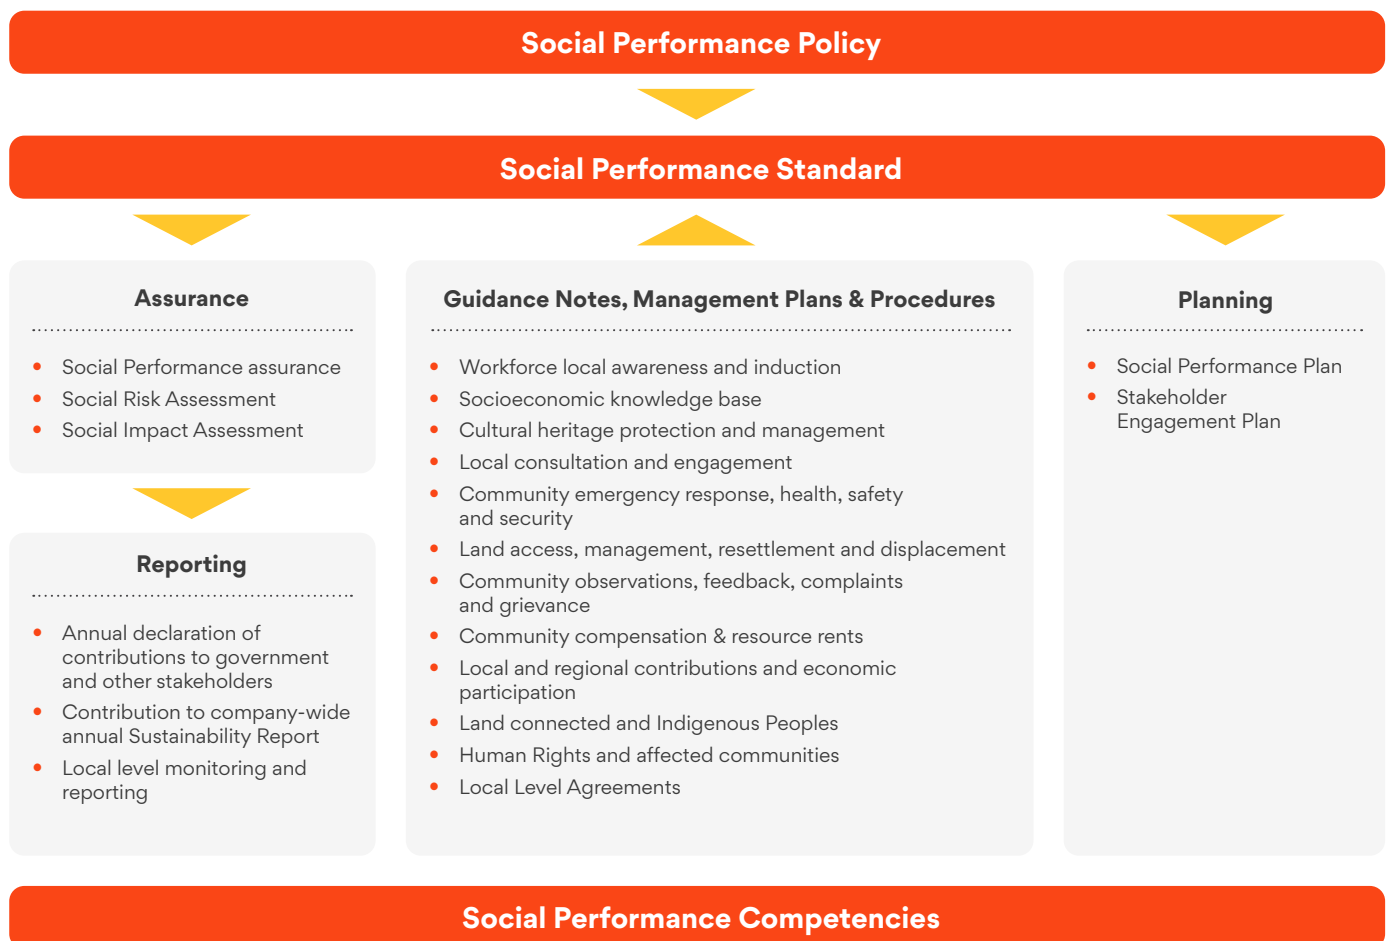 Social Performance Policy
Social Performance Standard
Assurance
Social Performance assurance
Social Risk Assessment
Social Impact Assessment
Reporting
Annual declaration of
contributions to government
and other stakeholders
Contribution to company-wide
annual Sustainability Report
Local level monitoring and
reporting
Guidance Notes, Management Plans & Procedures
Workforce local awareness and induction
Socioeconomic knowledge base
Cultural heritage protection and management
Local consultation and engagement
Community emergency response, health, safety
and security
Land access, management, resettlement and displacement
Community observations, feedback, complaints
and grievance
Community compensation & resource rents
Local and regional contributions and economic
participation
Land connected and Indigenous Peoples
Human Rights and affected communities
Local Level Agreements
Planning
Social Performance Plan
Stakeholder
Engagement Plan
Social Performance Competencies